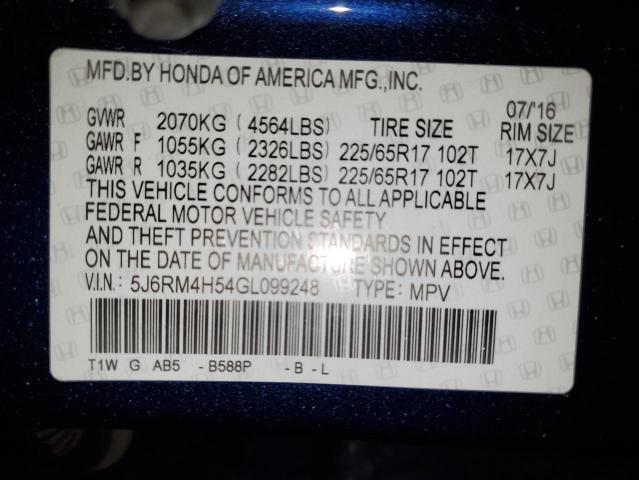 MFD.BY HONDA OF AMERICA MFG.,INC.
07/'16
GVWR 2070KG ( 4564LBS) TIRE SIZE RIM SIZE
GAWR F 1055KG ( 2326LBS) 225/65R17 102T 17X7J
GAWR R 1035KG ( 2282LBS) 225/65R17 102T 17X7J
THIS VEHICLE CONFORMS TO ALL APPLICABLE
FEDERAL MOTOR VEHICLE SAFETY
AND THEFT PREVENTION STANDARDS IN EFFECT
ON THE DATE OF MANUFACTURE SHOWN ABOVE.
V.I.N.: 5J6RM4H54GL099248 TYPE: MPV
T1W G AB5 -B588P -B -L